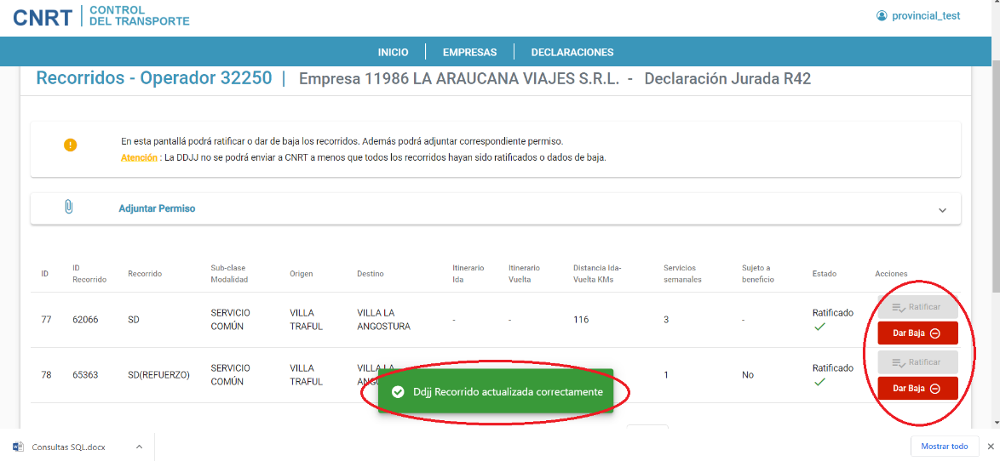 CNRT | CONTROL
DEL TRANSPORTE
provincial_test
INICIO
EMPRESAS
DECLARACIONES
Recorridos - Operador 32250 | Empresa 11986 LA ARAUCANA VIAJES S.R.L. - Declaración Jurada R42
En esta pantallá podrá ratificar o dar de baja los recorridos. Además podrá adjuntar correspondiente permiso.
Atención : La DDJJ no se podrá enviar a CNRT a menos que todos los recorridos hayan sido ratificados o dados de baja.
Adjuntar Permiso
ID
ID
Recorrido
Recorrido
Sub-clase
Modalidad
Origen
Destino
Itinerario
Ida
Itinerario
Vuelta
Distancia Ida-
Vuelta KMs
Servicios
semanales
Sujeto a
beneficio
Estado
Acciones
77
62066
SD
SERVICIO
COMÚN
VILLA
TRAFUL
VILLA LA
ANGOSTURA
-
-
116
3
-
Ratificado
Ratificar
Dar Baja
78
65363
SD(REFUERZO)
SERVICIO
COMÚN
VILLA
TRAFUL
VILLA LA
1
No
Ratificado
Ratificar
Dar Baja
Ddjj Recorrido actualizada correctamente
Consultas SQL.docx
Mostrar todo